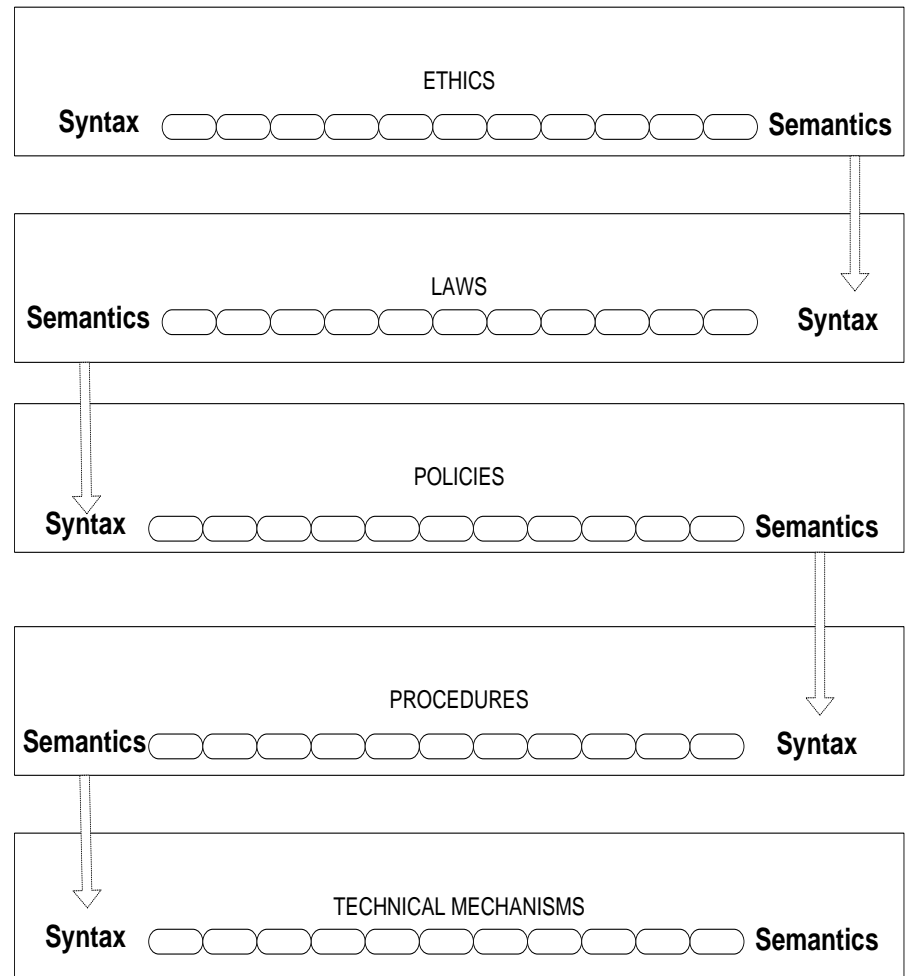 ETHICS
Syntax Semantics
LAWS
Semantics Syntax
POLICIES
Syntax Semantics
PROCEDURES
Semantics Syntax
TECHNICAL MECHANISMS
Syntax Semantics